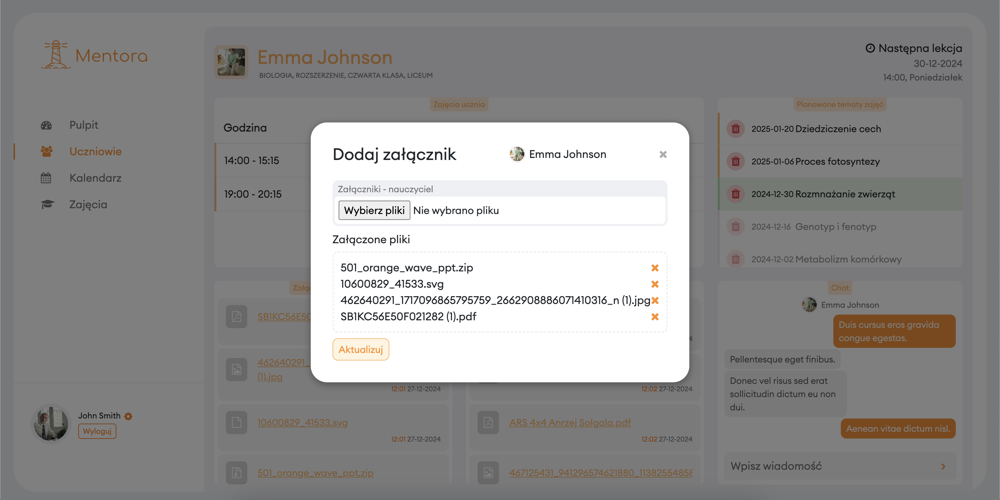 Mentora
Pulpit
Uczniowie
Kalendarz
Zajęcia
John Smith
Wyloguj
Emma Johnson
BIOLOGIA, ROZSZERZENIE, CZWARTA KLASA, LICEUM
Następna lekcja
30-12-2024
14:00, Poniedziałek
Zajęcia ucznia
Godzina
14:00 - 15:15
19:00 - 20:15
Planowane tematy zajęć
2025-01-20 Dziedziczenie cech
2025-01-06 Proces fotosyntezy
2024-12-30 Rozmnażanie zwierząt
2024-12-16 Genotyp i fenotyp
2024-12-02 Metabolizm komórkowy
Dodaj załącznik
Emma Johnson
Załączniki - nauczyciel
Wybierz pliki Nie wybrano pliku
Załączone pliki
501_orange_wave_ppt.zip
10600829_41533.svg
462640291_1717096865795759_2662908886071410316_n (1).jpg
SB1KC56E50F021282 (1).pdf
Aktualizuj
SB1KC56E50
462640291_
(1).jpg
12:01 27-12-2024
10600829_41533.svg
12:01 27-12-2024
501_orange_wave_ppt.zip
4
12:02 27-12-2024
ARS 4x4 Anrzej Solgala.pdf
12:02 27-12-2024
467125431_941296574621880_11382554858
Chat
Emma Johnson
Duis cursus eros gravida
congue egestas.
Pellentesque eget finibus.
Donec vel risus sed erat
sollicitudin dictum eu non
dui.
Aenean vitae dictum nisl.
Wpisz wiadomość